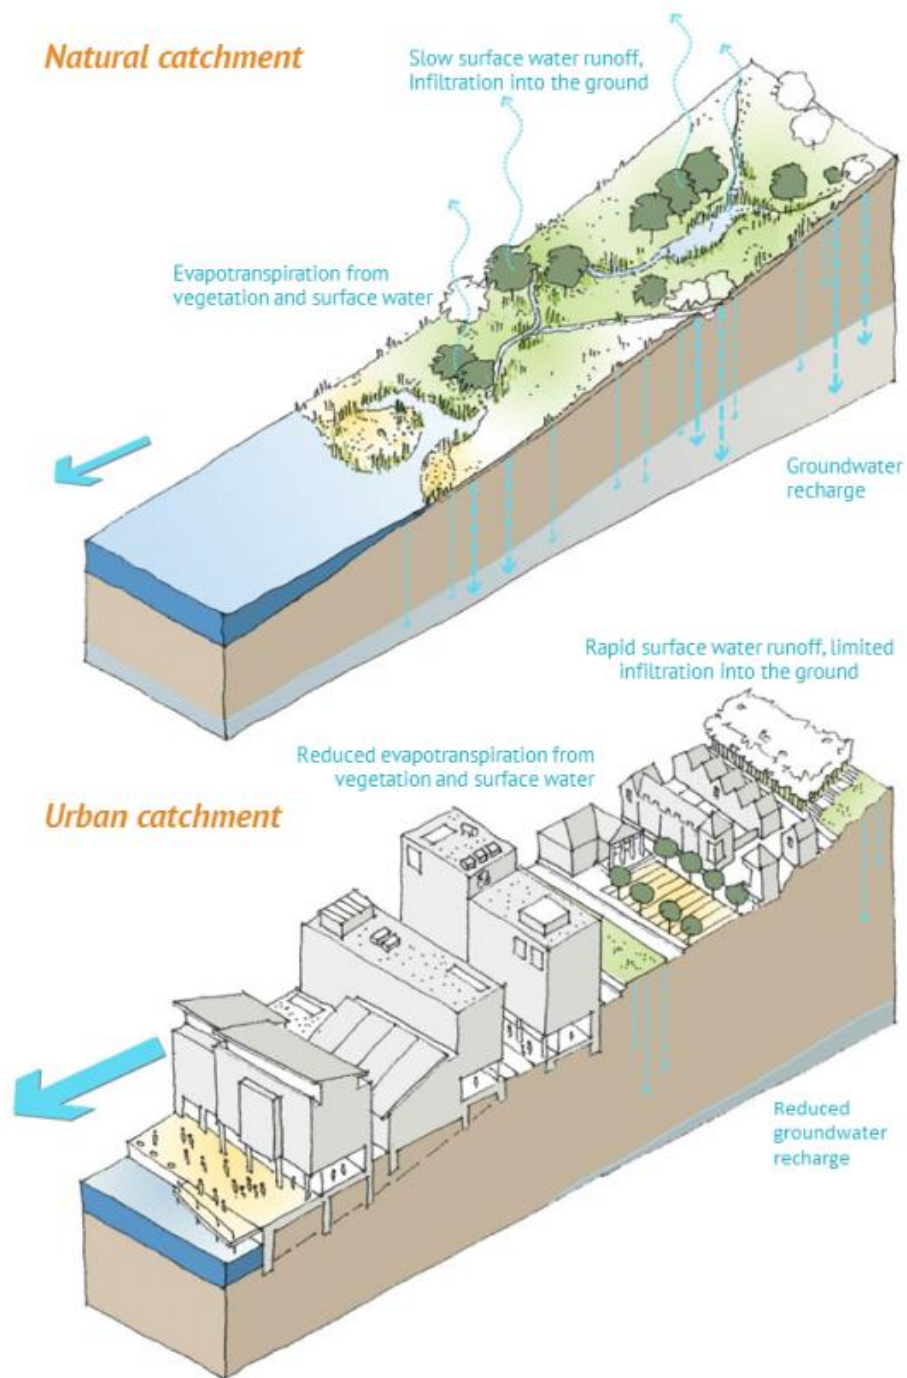 Natural catchment
Slow surface water runoff,
Infiltration into the ground
Evapotranspiration from
vegetation and surface water
Groundwater
recharge
Rapid surface water runoff, limited
infiltration into the ground
Reduced evapotranspiration from
vegetation and surface water
Urban catchment
Reduced
groundwater
recharge